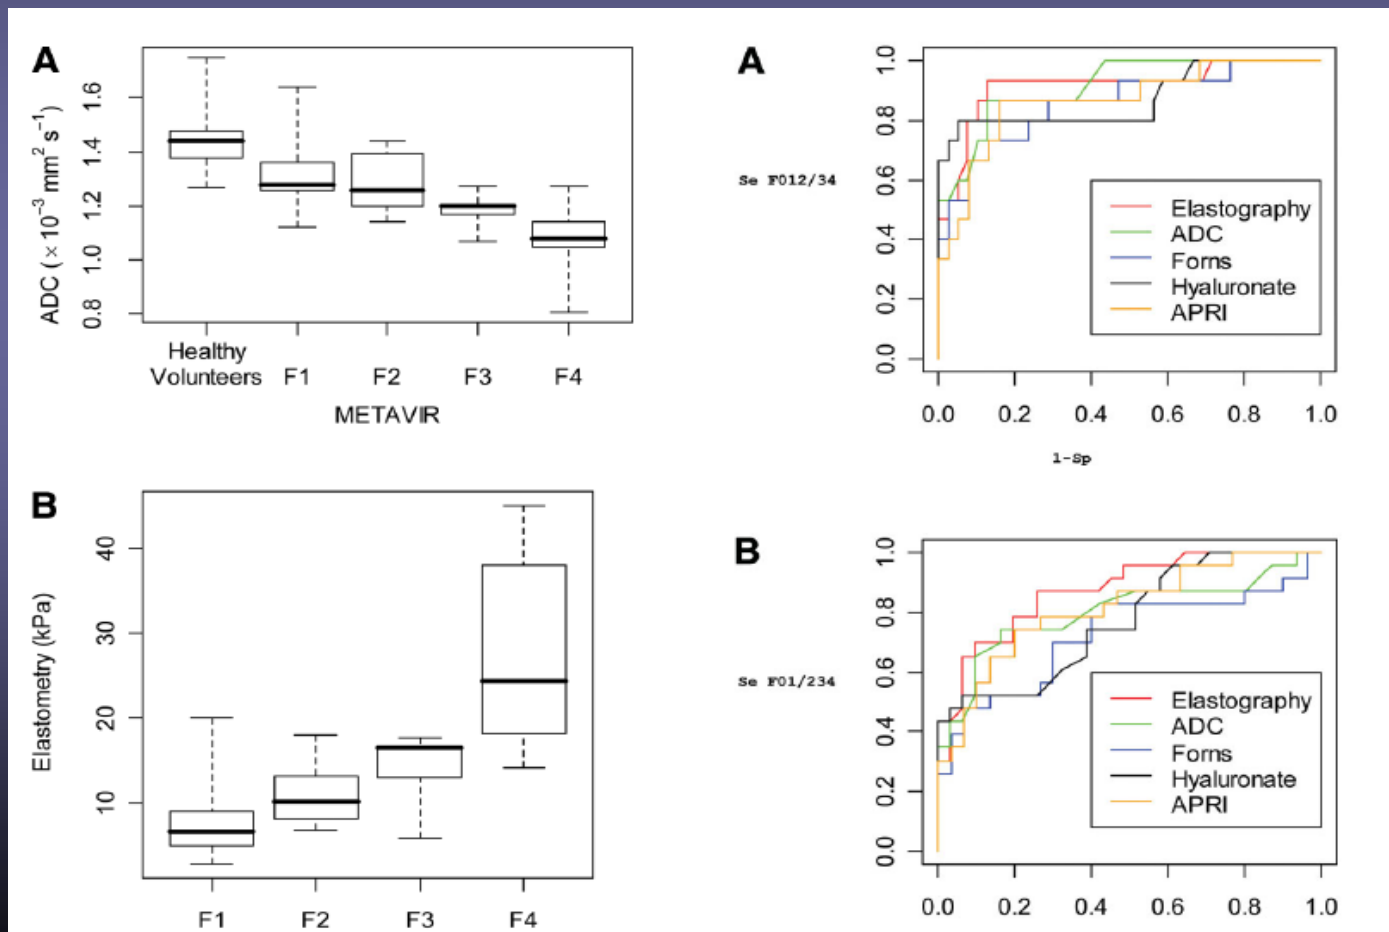 A
ADC ( × 10⁻³ mm² s⁻¹)
1.6
1.4
1.2
1.0
0.8
Healthy
Volunteers F1 F2 F3 F4
METAVIR
B
Elastometry (kPa)
40
30
20
10
F1 F2 F3 F4
A
Se F012/34
1.0
0.8
0.6
0.4
0.2
0.0
Elastography
ADC
Forns
Hyaluronate
APRI
0.0 0.2 0.4 0.6 0.8 1.0
1-Sp
B
Se F01/234
1.0
0.8
0.6
0.4
0.2
0.0
Elastography
ADC
Forns
Hyaluronate
APRI
0.0 0.2 0.4 0.6 0.8 1.0